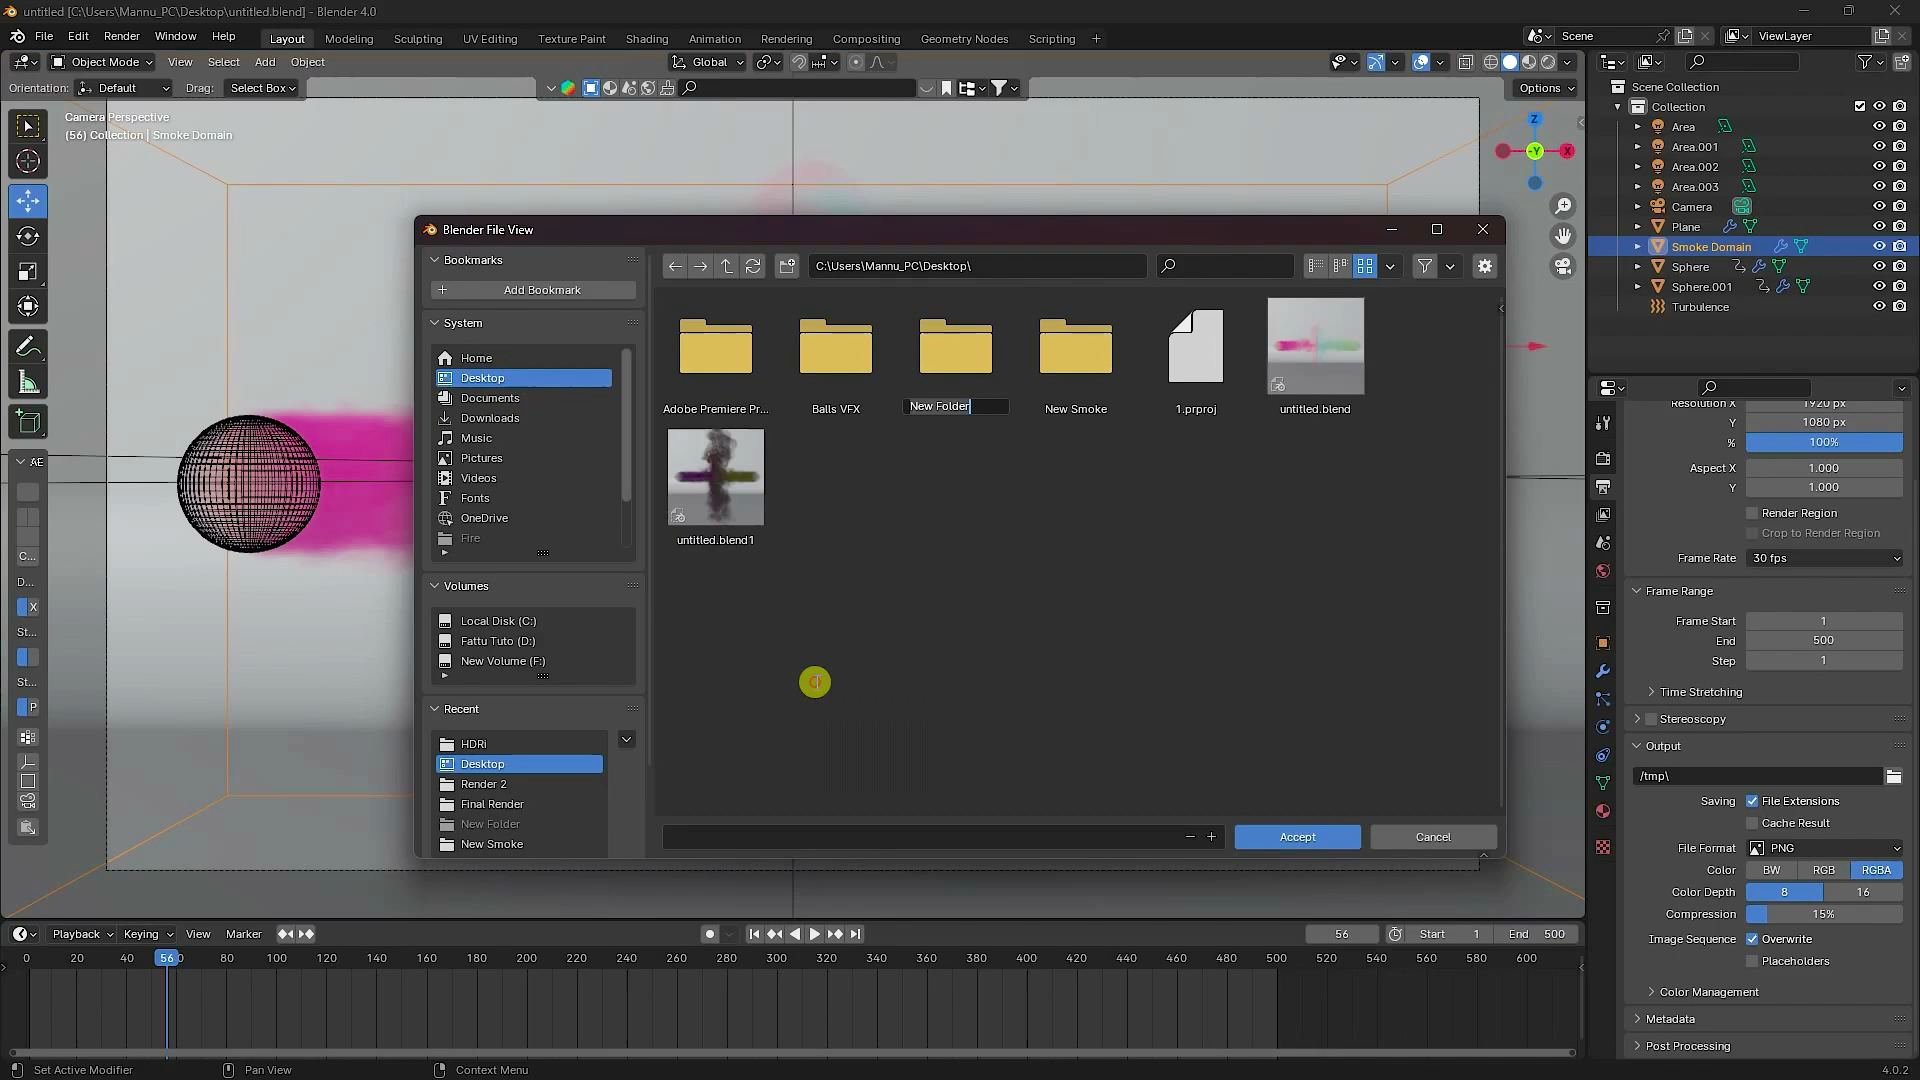 untitled [C:\Users\Mannu_PC\Desktop\untitled.blend] - Blender 4.0
File Edit Render Window Help Layout Modeling Sculpting UV Editing Texture Paint Shading Animation Rendering Compositing Geometry Nodes Scripting + Scene ViewLayer
Object Mode View Select Add Object Global
Orientation: Default Drag: Select Box Options
Camera Perspective
(56) Collection | Smoke Domain
Z
-Y X
Scene Collection
Collection
Area
Area.001
Area.002
Area.003
Camera
Plane
Smoke Domain
Sphere
Sphere.001
Turbulence
Blender File View
Bookmarks
Add Bookmark
System
Home
Desktop
Documents
Downloads
Music
Pictures
Videos
Fonts
OneDrive
Fire
Volumes
Local Disk (C:)
Fattu Tuto (D:)
New Volume (F:)
Recent
HDRi
Desktop
Render 2
Final Render
New Folder
New Smoke
C:\Users\Mannu_PC\Desktop\
Adobe Premiere Pr... Balls VFX New Folder New Smoke 1.prproj untitled.blend
untitled.blend1
Accept Cancel
AE
C...
D...
X
St...
St...
P
Resolution X 1920 px
Y 1080 px
% 100%
Aspect X 1.000
Y 1.000
Render Region
Crop to Render Region
Frame Rate 30 fps
Frame Range
Frame Start 1
End 500
Step 1
Time Stretching
Stereoscopy
Output
/tmp\
Saving File Extensions
Cache Result
File Format PNG
Color BW RGB RGBA
Color Depth 8 16
Compression 15%
Image Sequence Overwrite
Placeholders
Color Management
Metadata
Post Processing
Playback Keying View Marker 56 Start 1 End 500
0 20 40 56 80 100 120 140 160 180 200 220 240 260 280 300 320 340 360 380 400 420 440 460 480 500 520 540 560 580 600
Set Active Modifier Pan View Context Menu 4.0.2